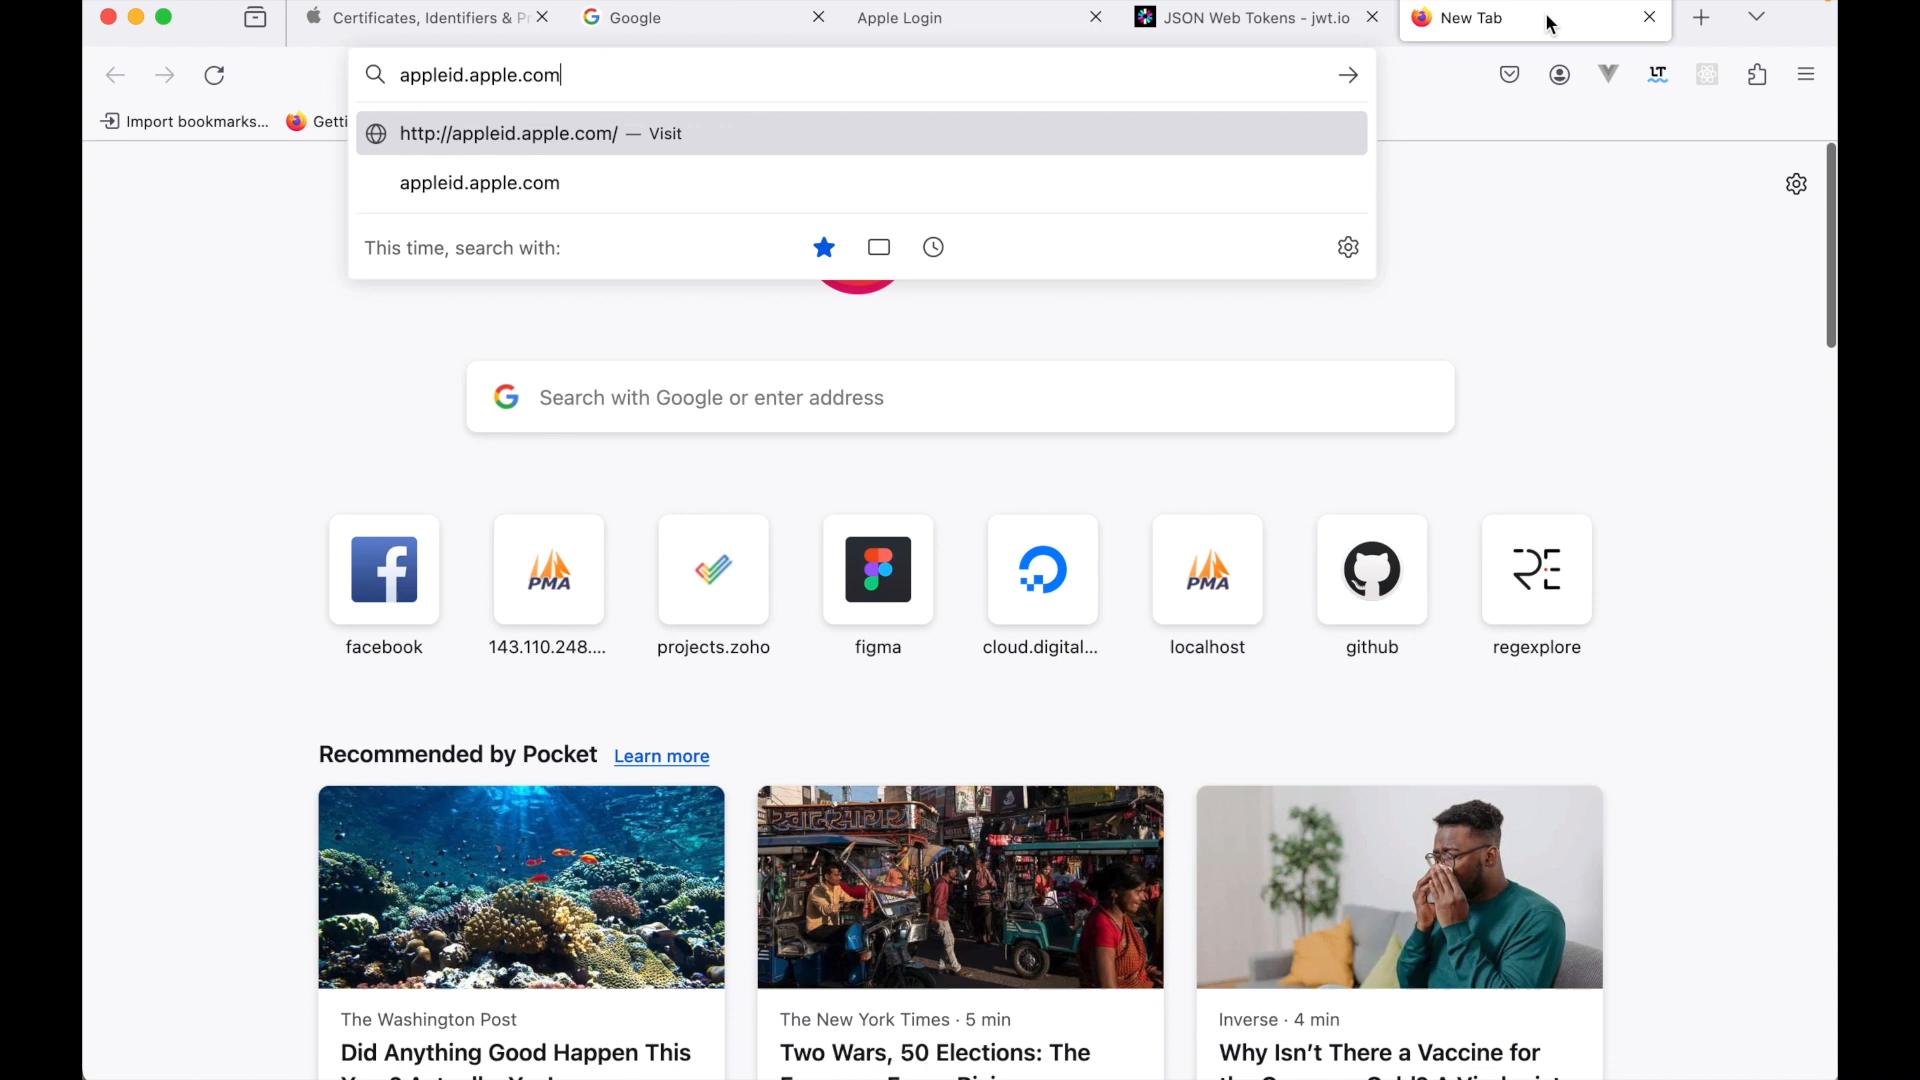 Certificates, Identifiers & Pr
Google
Apple Login
JSON Web Tokens - jwt.io
New Tab
appleid.apple.com
LT
Import bookmarks...
Getti
http://appleid.apple.com/ — Visit
appleid.apple.com
This time, search with:
Search with Google or enter address
PMA
PMA
facebook
143.110.248....
projects.zoho
figma
cloud.digital...
localhost
github
regexplore
Recommended by Pocket
Learn more
The Washington Post
The New York Times · 5 min
Inverse · 4 min
Did Anything Good Happen This
Two Wars, 50 Elections: The
Why Isn't There a Vaccine for